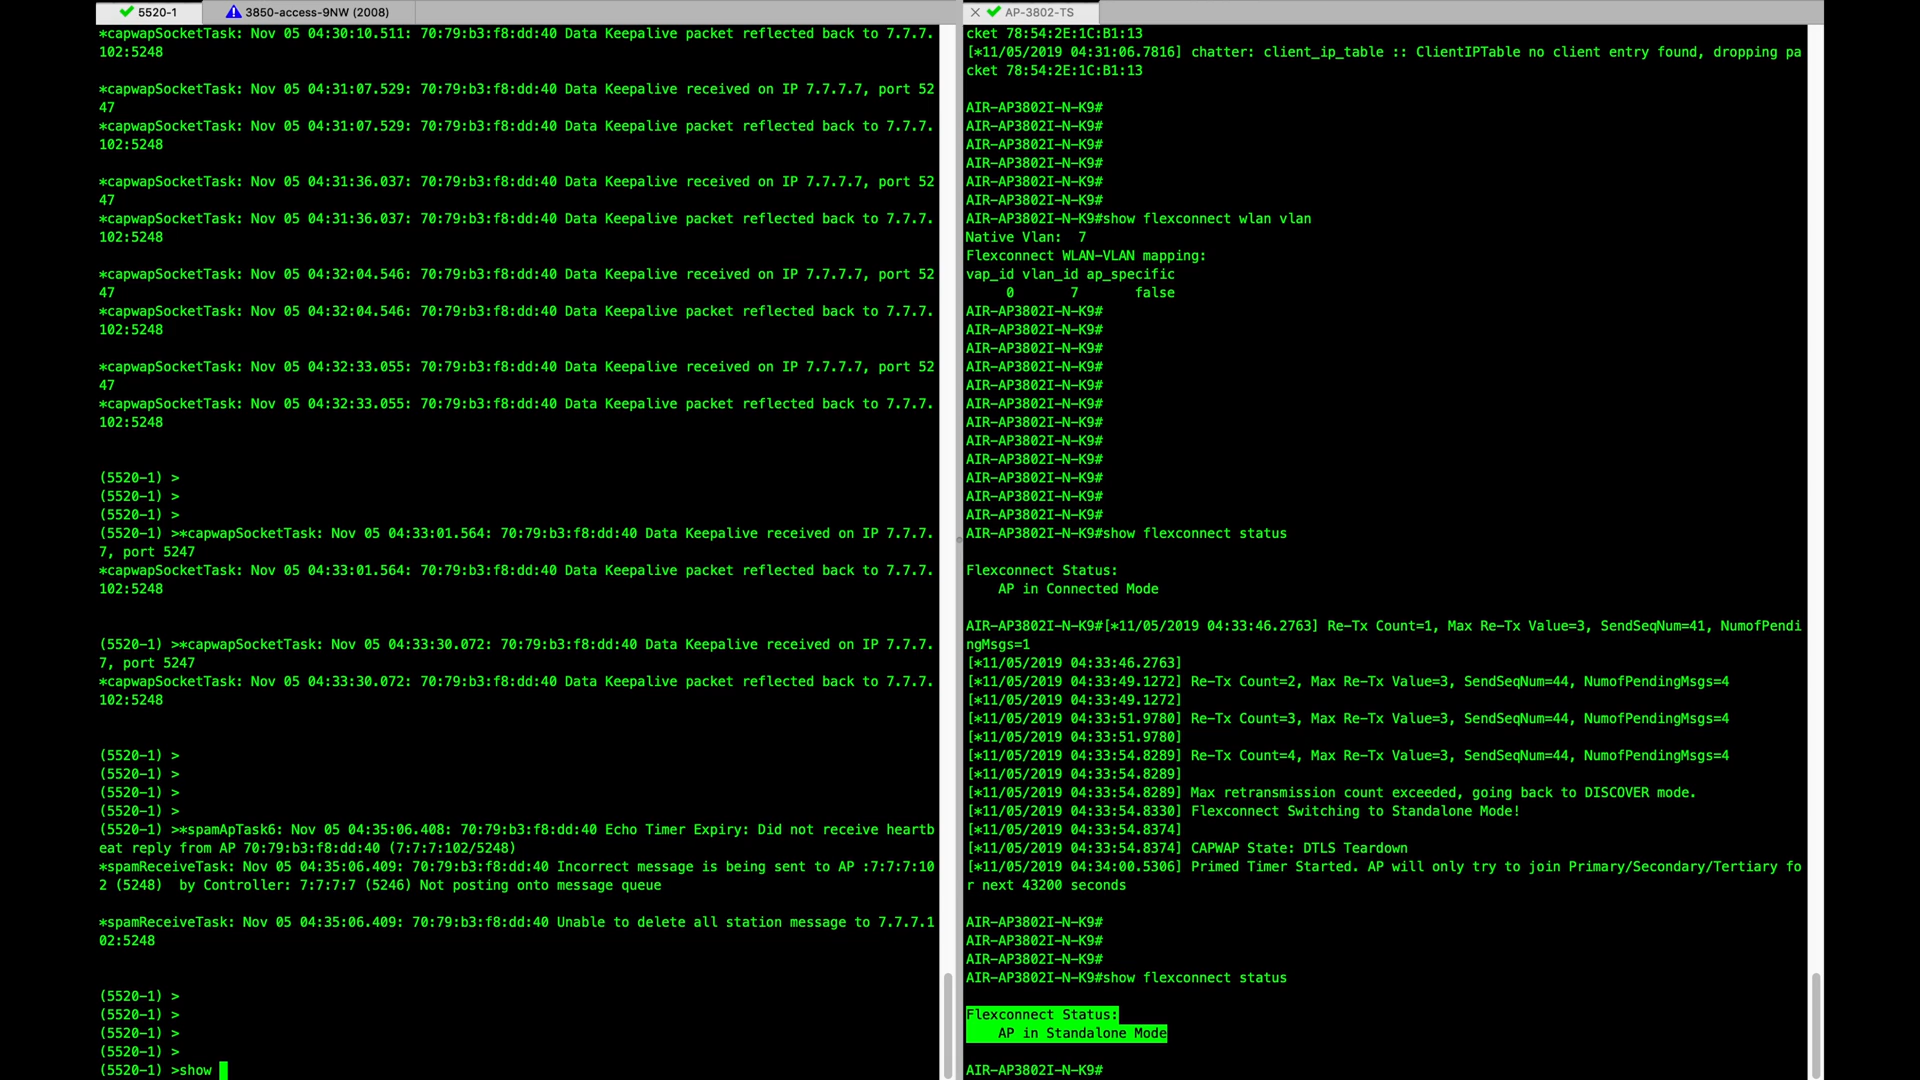 5520-1
3850-access-9NW (2008)
*capwapSocketTask: Nov 05 04:30:10.511: 70:79:b3:f8:dd:40 Data Keepalive packet reflected back to 7.7.7.
102:5248
*capwapSocketTask: Nov 05 04:31:07.529: 70:79:b3:f8:dd:40 Data Keepalive received on IP 7.7.7.7, port 52
47
*capwapSocketTask: Nov 05 04:31:07.529: 70:79:b3:f8:dd:40 Data Keepalive packet reflected back to 7.7.7.
102:5248
*capwapSocketTask: Nov 05 04:31:36.037: 70:79:b3:f8:dd:40 Data Keepalive received on IP 7.7.7.7, port 52
47
*capwapSocketTask: Nov 05 04:31:36.037: 70:79:b3:f8:dd:40 Data Keepalive packet reflected back to 7.7.7.
102:5248
*capwapSocketTask: Nov 05 04:32:04.546: 70:79:b3:f8:dd:40 Data Keepalive received on IP 7.7.7.7, port 52
47
*capwapSocketTask: Nov 05 04:32:04.546: 70:79:b3:f8:dd:40 Data Keepalive packet reflected back to 7.7.7.
102:5248
*capwapSocketTask: Nov 05 04:32:33.055: 70:79:b3:f8:dd:40 Data Keepalive received on IP 7.7.7.7, port 52
47
*capwapSocketTask: Nov 05 04:32:33.055: 70:79:b3:f8:dd:40 Data Keepalive packet reflected back to 7.7.7.
102:5248
(5520-1) >
(5520-1) >
(5520-1) >
(5520-1) >*capwapSocketTask: Nov 05 04:33:01.564: 70:79:b3:f8:dd:40 Data Keepalive received on IP 7.7.7.
7, port 5247
*capwapSocketTask: Nov 05 04:33:01.564: 70:79:b3:f8:dd:40 Data Keepalive packet reflected back to 7.7.7.
102:5248
(5520-1) >*capwapSocketTask: Nov 05 04:33:30.072: 70:79:b3:f8:dd:40 Data Keepalive received on IP 7.7.7.
7, port 5247
*capwapSocketTask: Nov 05 04:33:30.072: 70:79:b3:f8:dd:40 Data Keepalive packet reflected back to 7.7.7.
102:5248
(5520-1) >
(5520-1) >
(5520-1) >
(5520-1) >
(5520-1) >*spamApTask6: Nov 05 04:35:06.408: 70:79:b3:f8:dd:40 Echo Timer Expiry: Did not receive heartb
eat reply from AP 70:79:b3:f8:dd:40 (7:7:7:102/5248)
*spamReceiveTask: Nov 05 04:35:06.409: 70:79:b3:f8:dd:40 Incorrect message is being sent to AP :7:7:7:10
2 (5248)  by Controller: 7:7:7:7 (5246) Not posting onto message queue
*spamReceiveTask: Nov 05 04:35:06.409: 70:79:b3:f8:dd:40 Unable to delete all station message to 7.7.7.1
02:5248
(5520-1) >
(5520-1) >
(5520-1) >
(5520-1) >
(5520-1) >show
AP-3802-TS
cket 78:54:2E:1C:B1:13
[*11/05/2019 04:31:06.7816] chatter: client_ip_table :: ClientIPTable no client entry found, dropping pa
cket 78:54:2E:1C:B1:13
AIR-AP3802I-N-K9#
AIR-AP3802I-N-K9#
AIR-AP3802I-N-K9#
AIR-AP3802I-N-K9#
AIR-AP3802I-N-K9#
AIR-AP3802I-N-K9#
AIR-AP3802I-N-K9#show flexconnect wlan vlan
Native Vlan:  7
Flexconnect WLAN-VLAN mapping:
vap_id vlan_id ap_specific
0 7 false
AIR-AP3802I-N-K9#
AIR-AP3802I-N-K9#
AIR-AP3802I-N-K9#
AIR-AP3802I-N-K9#
AIR-AP3802I-N-K9#
AIR-AP3802I-N-K9#
AIR-AP3802I-N-K9#
AIR-AP3802I-N-K9#
AIR-AP3802I-N-K9#
AIR-AP3802I-N-K9#
AIR-AP3802I-N-K9#
AIR-AP3802I-N-K9#
AIR-AP3802I-N-K9#show flexconnect status
Flexconnect Status:
AP in Connected Mode
AIR-AP3802I-N-K9#[*11/05/2019 04:33:46.2763] Re-Tx Count=1, Max Re-Tx Value=3, SendSeqNum=41, NumofPendi
ngMsgs=1
[*11/05/2019 04:33:46.2763]
[*11/05/2019 04:33:49.1272] Re-Tx Count=2, Max Re-Tx Value=3, SendSeqNum=44, NumofPendingMsgs=4
[*11/05/2019 04:33:49.1272]
[*11/05/2019 04:33:51.9780] Re-Tx Count=3, Max Re-Tx Value=3, SendSeqNum=44, NumofPendingMsgs=4
[*11/05/2019 04:33:51.9780]
[*11/05/2019 04:33:54.8289] Re-Tx Count=4, Max Re-Tx Value=3, SendSeqNum=44, NumofPendingMsgs=4
[*11/05/2019 04:33:54.8289]
[*11/05/2019 04:33:54.8289] Max retransmission count exceeded, going back to DISCOVER mode.
[*11/05/2019 04:33:54.8330] Flexconnect Switching to Standalone Mode!
[*11/05/2019 04:33:54.8374]
[*11/05/2019 04:33:54.8374] CAPWAP State: DTLS Teardown
[*11/05/2019 04:34:00.5306] Primed Timer Started. AP will only try to join Primary/Secondary/Tertiary fo
r next 43200 seconds
AIR-AP3802I-N-K9#
AIR-AP3802I-N-K9#
AIR-AP3802I-N-K9#
AIR-AP3802I-N-K9#show flexconnect status
Flexconnect Status:
AP in Standalone Mode
AIR-AP3802I-N-K9#